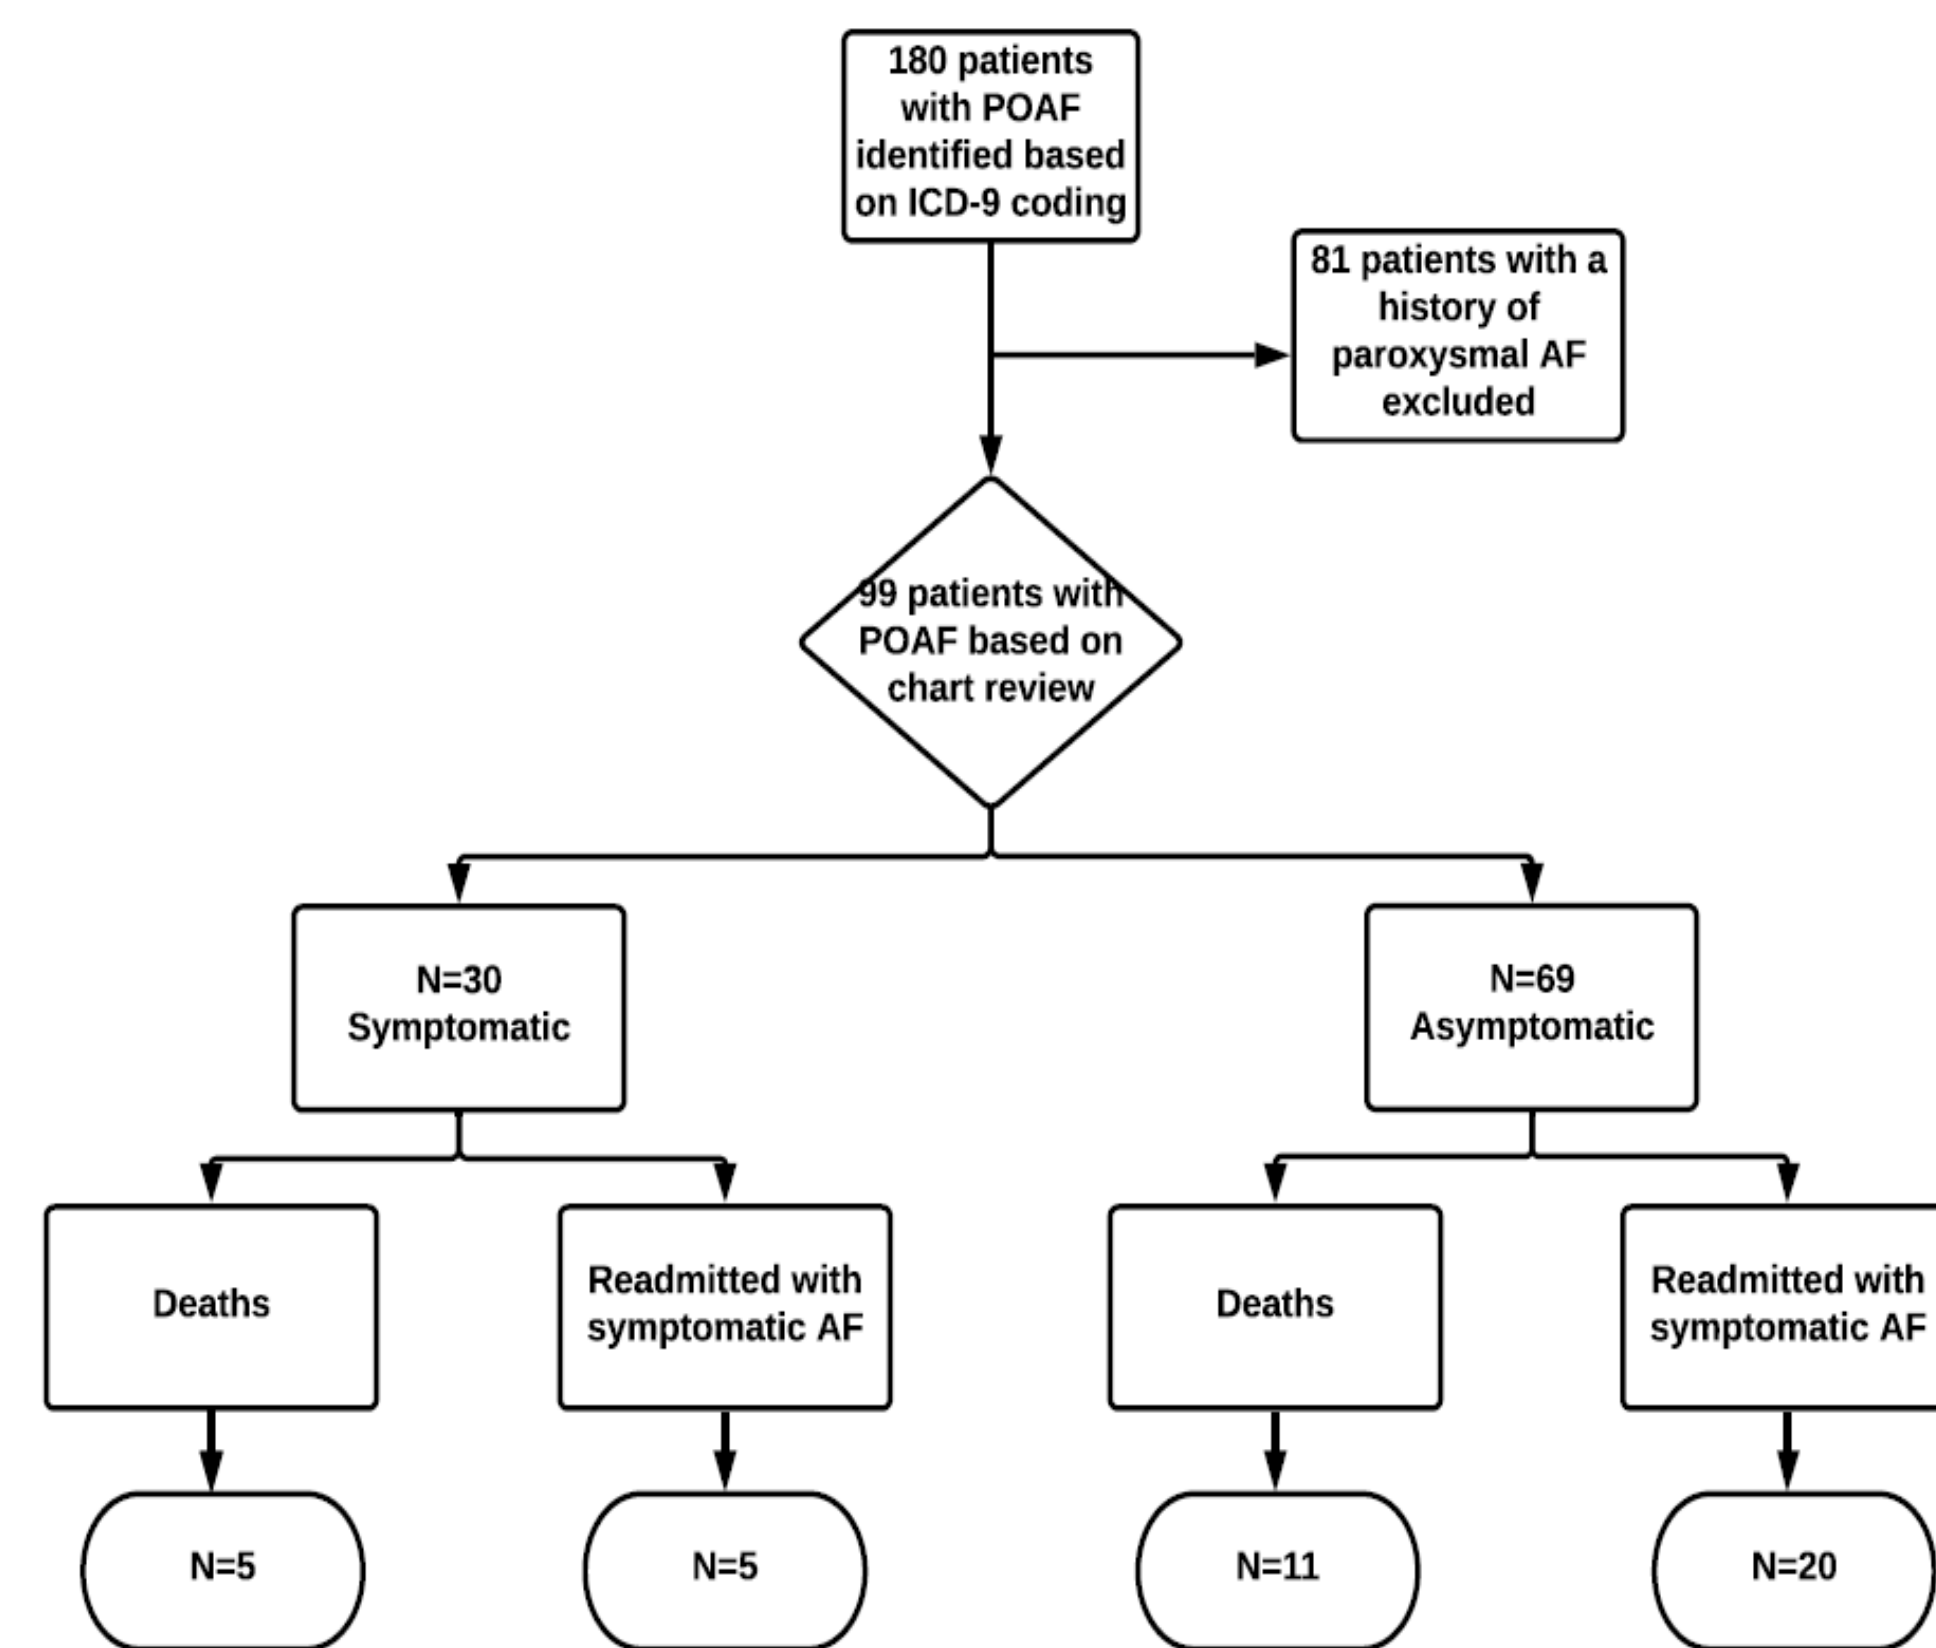 180 patients
with POAF
identified based
on ICD-9 coding
81 patients with a
history of
paroxysmal AF
excluded
99 patients with
POAF based on
chart review
N=30
Symptomatic
N=69
Asymptomatic
Deaths
Readmitted with
symptomatic AF
Deaths
Readmitted with
symptomatic AF
N=5
N=5
N=11
N=20